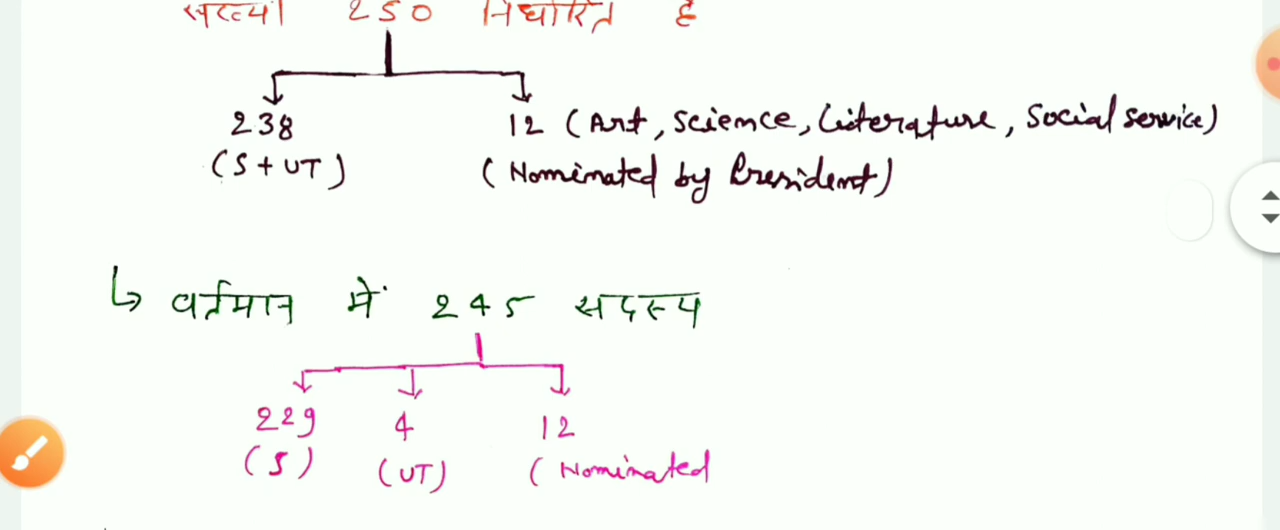 सदस्यों 250 निर्धारित है
238 12 (Art, Science, Literature, Social service)
(S + UT) (Nominated by President)
↳ वर्तमान में 245 सदस्य
229 4 12
(S) (UT) (Nominated